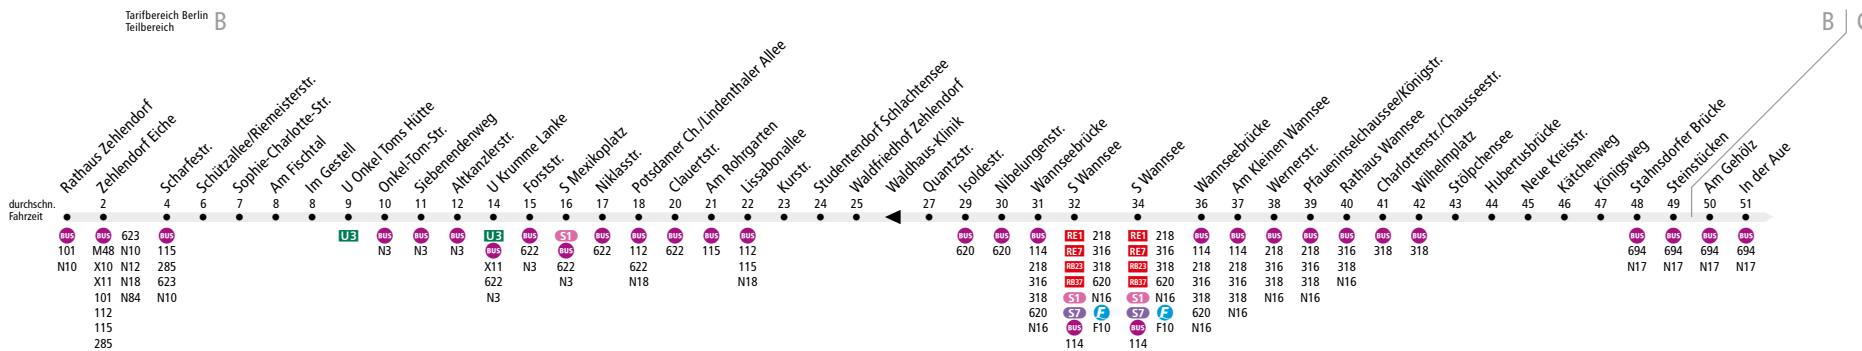 Tarifbereich Berlin B
Teilbereich
B
Rathaus Zehlendorf
Zehlendorf Eiche
Scharfestr.
Schützallee/Riemeisterstr.
Sophie-Charlotte-Str.
Am Fischtal
Im Gestell
U Onkel Toms Hütte
Onkel-Tom-Str.
Siebenendenweg
Altkanzlerstr.
U Krumme Lanke
Forststr.
S Mexikoplatz
Niklasstr.
Potsdamer Ch./Lindenthaler Allee
Clauertstr.
Am Rohrgarten
Lissabonallee
Kurstr.
Studentendorf Schlachtensee
Waldfriedhof Zehlendorf
Waldhaus-Klinik
Quantzstr.
Isoldestr.
Nibelungenstr.
Wannseebrücke
S Wannsee
S Wannsee
Wannseebrücke
Am Kleinen Wannsee
Wernerstr.
Pfaueninselchaussee/Königstr.
Rathaus Wannsee
Charlottenstr./Chausseestr.
Wilhelmplatz
Stölpchensee
Hubertusbrücke
Neue Kreisstr.
Kätchenweg
Königsweg
Stahnsdorfer Brücke
Steinstücken
Am Gehölz
In der Aue
durchschn. 2 4 6 7 8 8 9 10 11 12 14 15 16 17 18 20 21 22 23 24 25 27 29 30 31 32 34 36 37 38 39 40 41 42 43 44 45 46 47 48 49 50 51
Fahrzeit
BUS BUS 623 BUS U3 BUS BUS BUS U3 BUS S1 BUS BUS BUS BUS BUS BUS BUS BUS RE1 218 RE1 218 BUS BUS BUS BUS BUS BUS BUS BUS BUS BUS BUS
101 M48 N10 115 N3 N3 N3 BUS 622 BUS 622 112 622 115 112 620 620 114 RE7 316 RE7 316 114 114 218 218 316 318 318 694 694 694 694
N10 X10 N12 285 X11 N3 622 622 115 218 RB23 318 RB23 318 218 218 316 316 318 N17 N17 N17 N17
X11 N18 623 622 N3 N18 N18 316 RB37 620 RB37 620 316 316 318 318 N16
101 N84 N10 N3 318 S1 N16 S1 N16 318 318 N16 N16
112 620 S7 F S7 F 620 N16
115 N16 BUS F10 BUS F10 N16
285 114 114